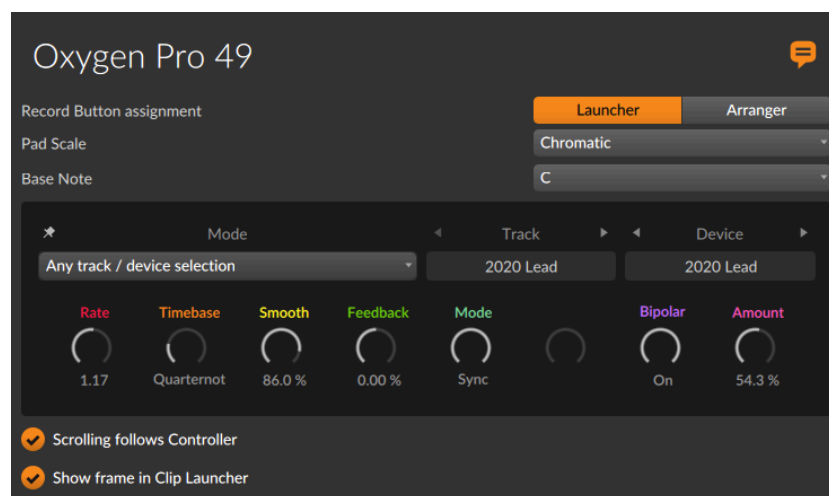 Oxygen Pro 49
Record Button assignment Launcher Arranger
Pad Scale Chromatic
Base Note C
Mode Track Device
Any track / device selection 2020 Lead 2020 Lead
Rate Timebase Smooth Feedback Mode Bipolar Amount
1.17 Quarternot 86.0 % 0.00 % Sync On 54.3 %
Scrolling follows Controller
Show frame in Clip Launcher